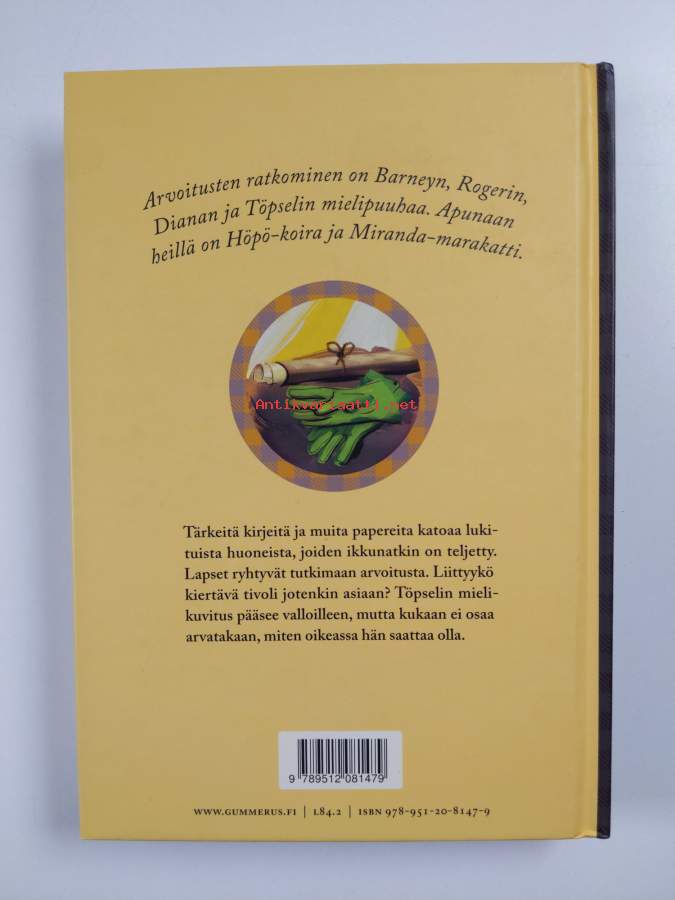 Arvoitusten ratkominen on Barneyn, Rogerin,
Dianan ja Töpselin mielipuuhaa. Apunaan
heillä on Höpö-koira ja Miranda-marakatti.
Antikvariaatti.net
Tärkeitä kirjeitä ja muita papereita katoaa luki-
tuista huoneista, joiden ikkunatkin on teljetty.
Lapset ryhtyvät tutkimaan arvoitusta. Liittyykö
kiertävä tivoli jotenkin asiaan? Töpselin mieli-
kuvitus pääsee valloilleen, mutta kukaan ei osaa
arvatakaan, miten oikeassa hän saattaa olla.
9 789512 081479
WWW.GUMMERUS.FI | L84.2 | ISBN 978-951-20-8147-9